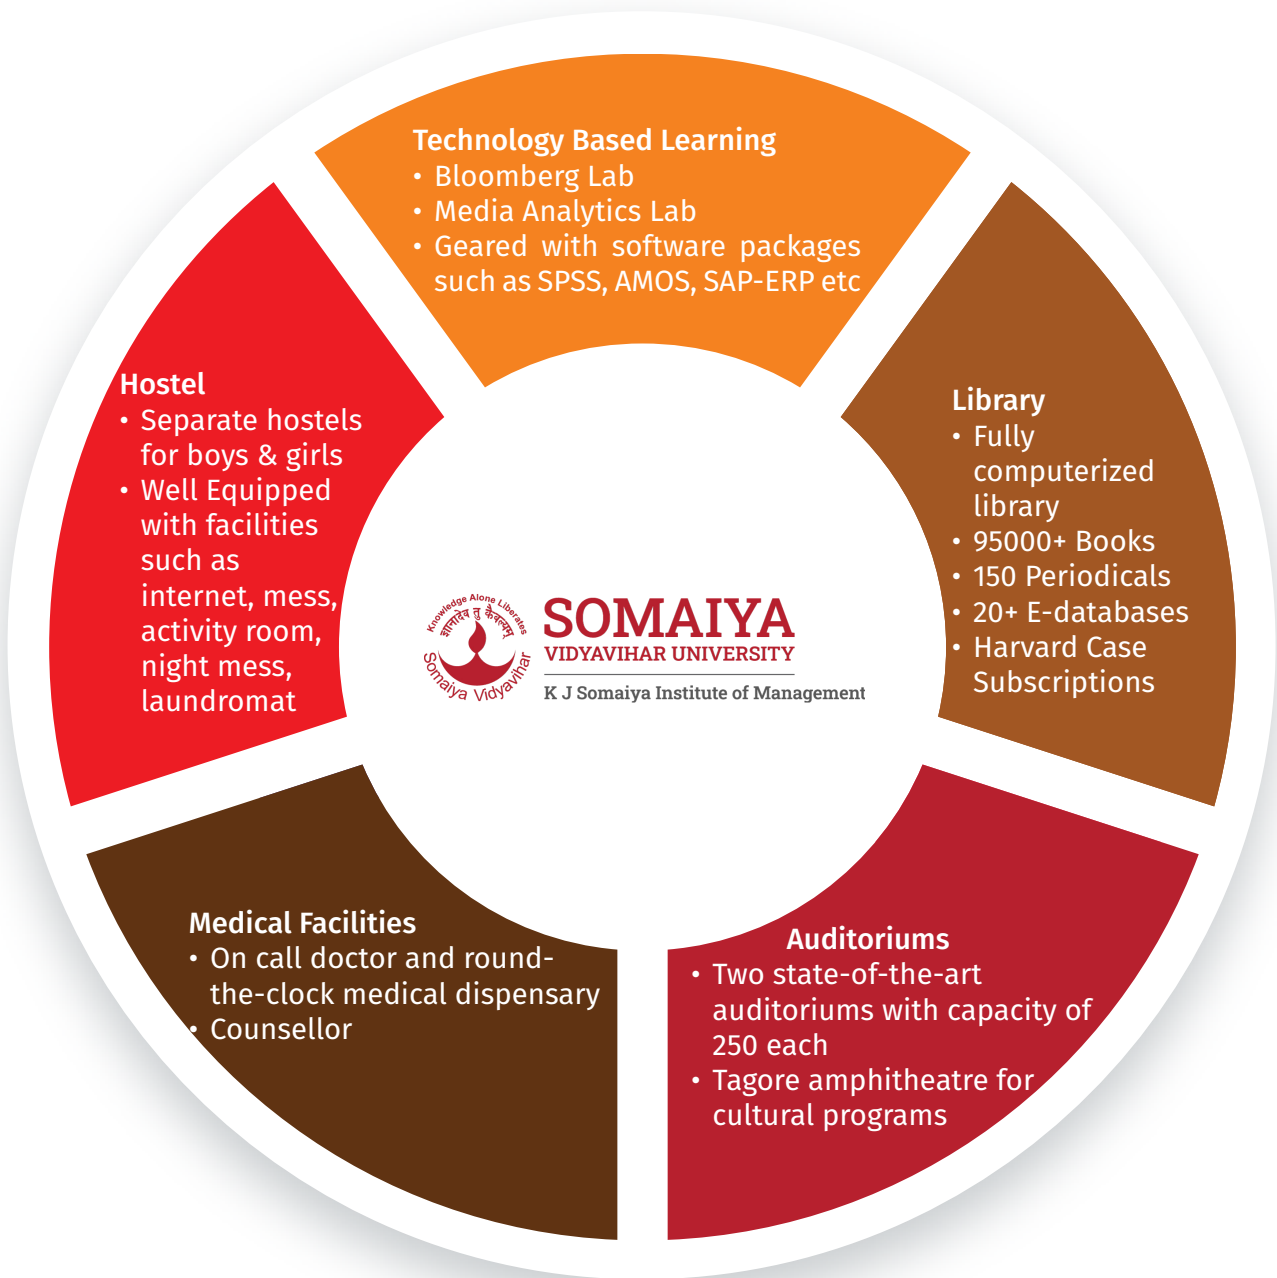 Technology Based Learning
• Bloomberg Lab
• Media Analytics Lab
• Geared with software packages
such as SPSS, AMOS, SAP-ERP etc
Library
• Fully
computerized
library
• 95000+ Books
• 150 Periodicals
• 20+ E-databases
• Harvard Case
Subscriptions
Auditoriums
• Two state-of-the-art
auditoriums with capacity of
250 each
• Tagore amphitheatre for
cultural programs
Medical Facilities
• On call doctor and round-
the-clock medical dispensary
• Counsellor
Hostel
• Separate hostels
for boys & girls
• Well Equipped
with facilities
such as
internet, mess,
activity room,
night mess,
laundromat
Knowledge Alone Liberates
ज्ञानादेव तु कैवल्यम्
Somaiya Vidyavihar
SOMAIYA
VIDYAVIHAR UNIVERSITY
K J Somaiya Institute of Management